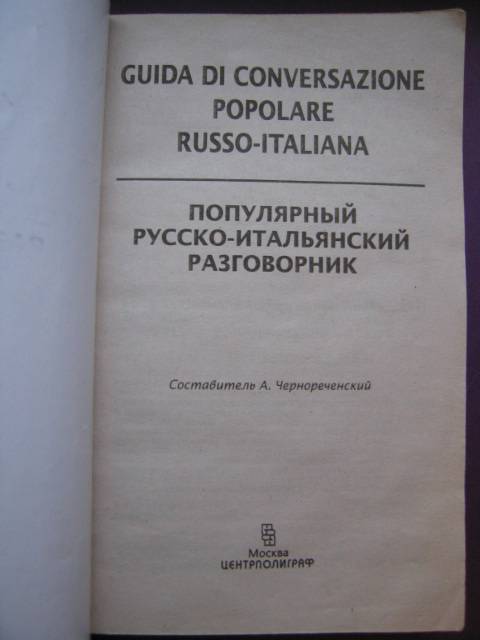 GUIDA DI CONVERSAZIONE
POPOLARE
RUSSO-ITALIANA
ПОПУЛЯРНЫЙ
РУССКО-ИТАЛЬЯНСКИЙ
РАЗГОВОРНИК
Составитель А. Чернореченский
Москва
ЦЕНТРПОЛИГРАФ